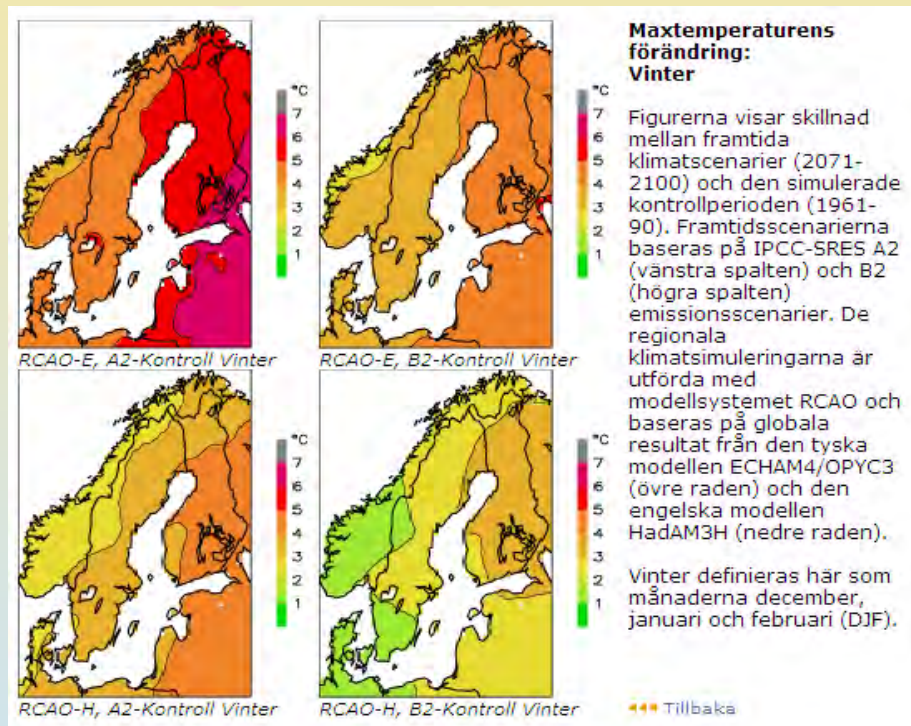 °C
7
6
5
4
3
2
1
RCAO-E, A2-Kontroll Vinter
°C
7
6
5
4
3
2
1
RCAO-E, B2-Kontroll Vinter
°C
7
6
5
4
3
2
1
RCAO-H, A2-Kontroll Vinter
°C
7
6
5
4
3
2
1
RCAO-H, B2-Kontroll Vinter
Maxtemperaturens
förändring:
Vinter
Figurerna visar skillnad
mellan framtida
klimatscenarier (2071-
2100) och den simulerade
kontrollperioden (1961-
90). Framtidsscenarierna
baseras på IPCC-SRES A2
(vänstra spalten) och B2
(högra spalten)
emissionsscenarier. De
regionala
klimatsimuleringarna är
utförda med
modellsystemet RCAO och
baseras på globala
resultat från den tyska
modellen ECHAM4/OPYC3
(övre raden) och den
engelska modellen
HadAM3H (nedre raden).
Vinter definieras här som
månaderna december,
januari och februari (DJF).
Tillbaka